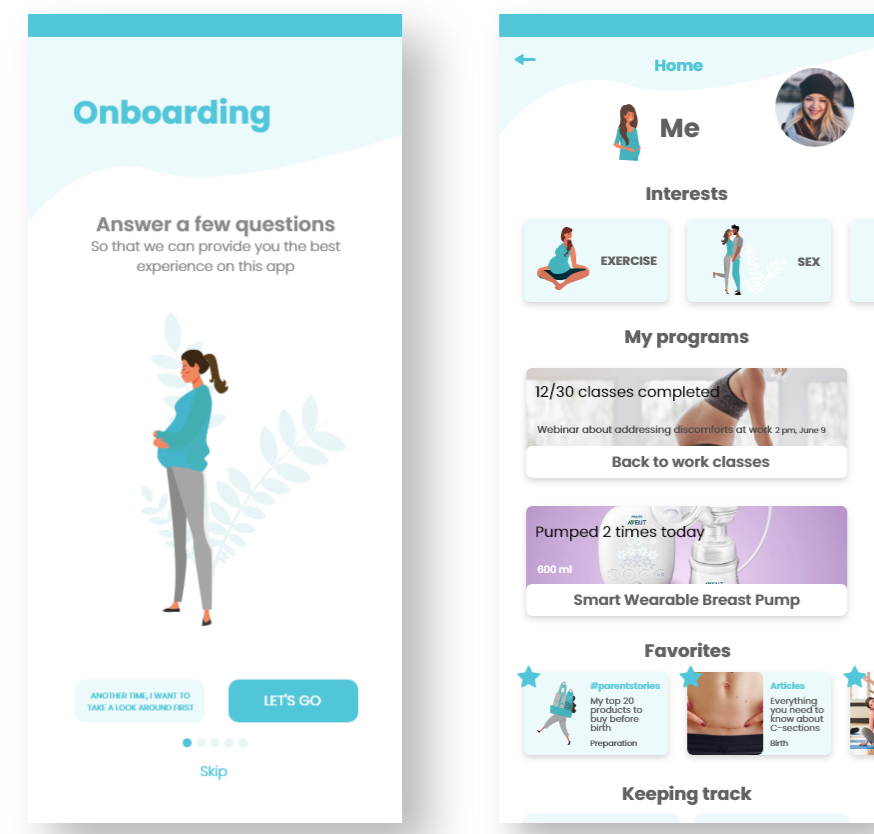 Onboarding
Answer a few questions
So that we can provide you the best
experience on this app
ANOTHER TIME, I WANT TO
TAKE A LOOK AROUND FIRST
LET'S GO
Skip
Home
Me
Interests
EXERCISE
SEX
My programs
12/30 classes completed
Webinar about addressing discomforts at work 2 pm, June 9
Back to work classes
PHILIPS
AVENT
Pumped 2 times today
600 ml
AVENT
Smart Wearable Breast Pump
Favorites
#parentstories
My top 20
products to
buy before
birth
Preparation
Articles
Everything
you need to
know about
C-sections
Birth
Keeping track